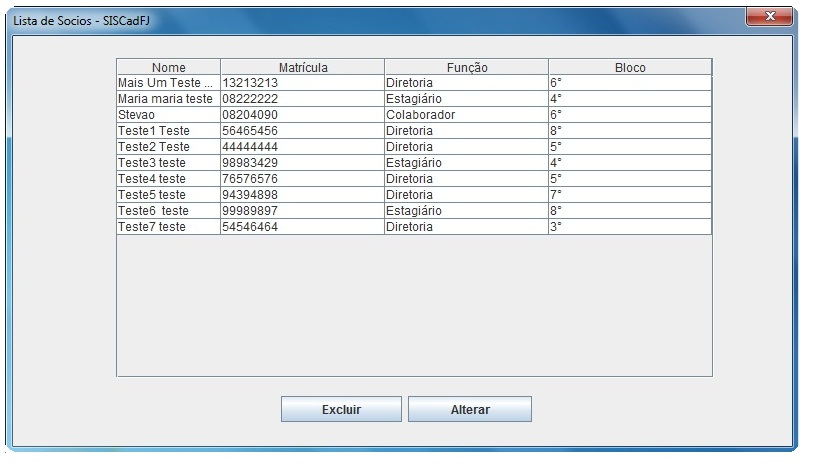 Lista de Socios - SISCadFJ
Nome Matrícula Função Bloco
Mais Um Teste ... 13213213 Diretoria 6°
Maria maria teste 08222222 Estagiário 4°
Stevao 08204090 Colaborador 6°
Teste1 Teste 56465456 Diretoria 8°
Teste2 Teste 44444444 Diretoria 5°
Teste3 teste 98983429 Estagiário 4°
Teste4 teste 76576576 Diretoria 5°
Teste5 teste 94394898 Diretoria 7°
Teste6 teste 99989897 Estagiário 8°
Teste7 teste 54546464 Diretoria 3°
Excluir Alterar